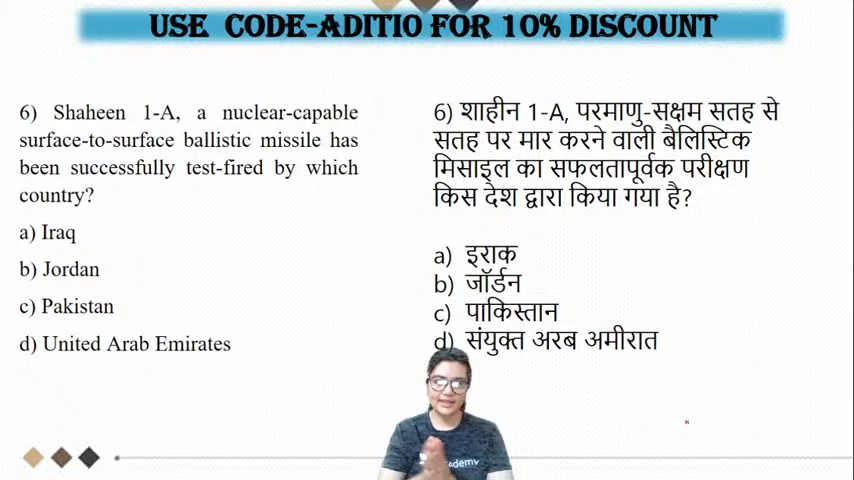 USE CODE-ADITIO FOR 10% DISCOUNT
6) Shaheen 1-A, a nuclear-capable
surface-to-surface ballistic missile has
been successfully test-fired by which
country?
a) Iraq
b) Jordan
c) Pakistan
d) United Arab Emirates
6) शाहीन 1-A, परमाणु-सक्षम सतह से
सतह पर मार करने वाली बैलिस्टिक
मिसाइल का सफलतापूर्वक परीक्षण
किस देश द्वारा किया गया है?
a) इराक
b) जॉर्डन
c) पाकिस्तान
d) संयुक्त अरब अमीरात